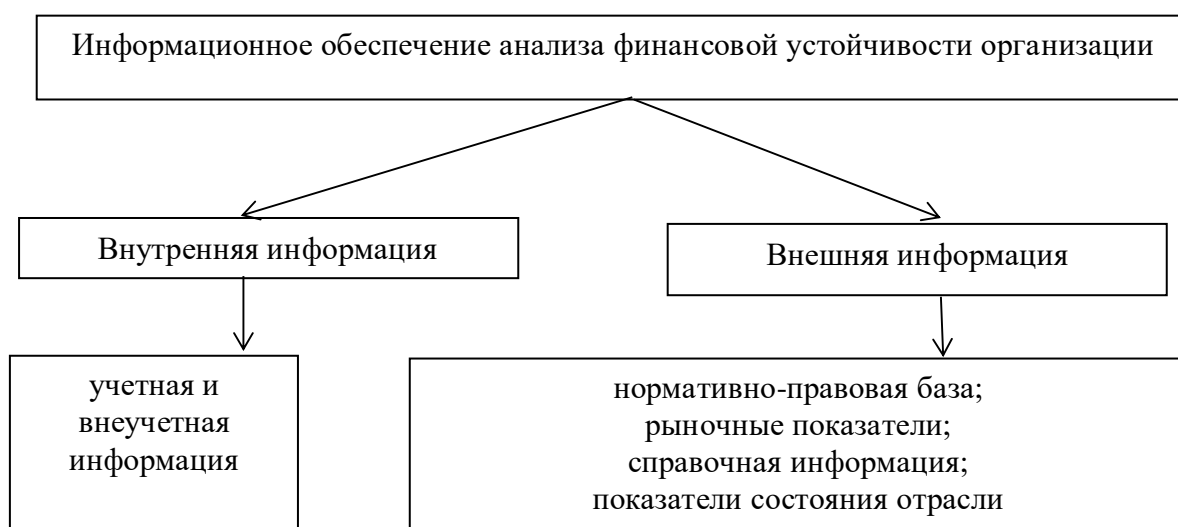 Информационное обеспечение анализа финансовой устойчивости организации
Внутренняя информация
Внешняя информация
учетная и
внеучетная
информация
нормативно-правовая база;
рыночные показатели;
справочная информация;
показатели состояния отрасли